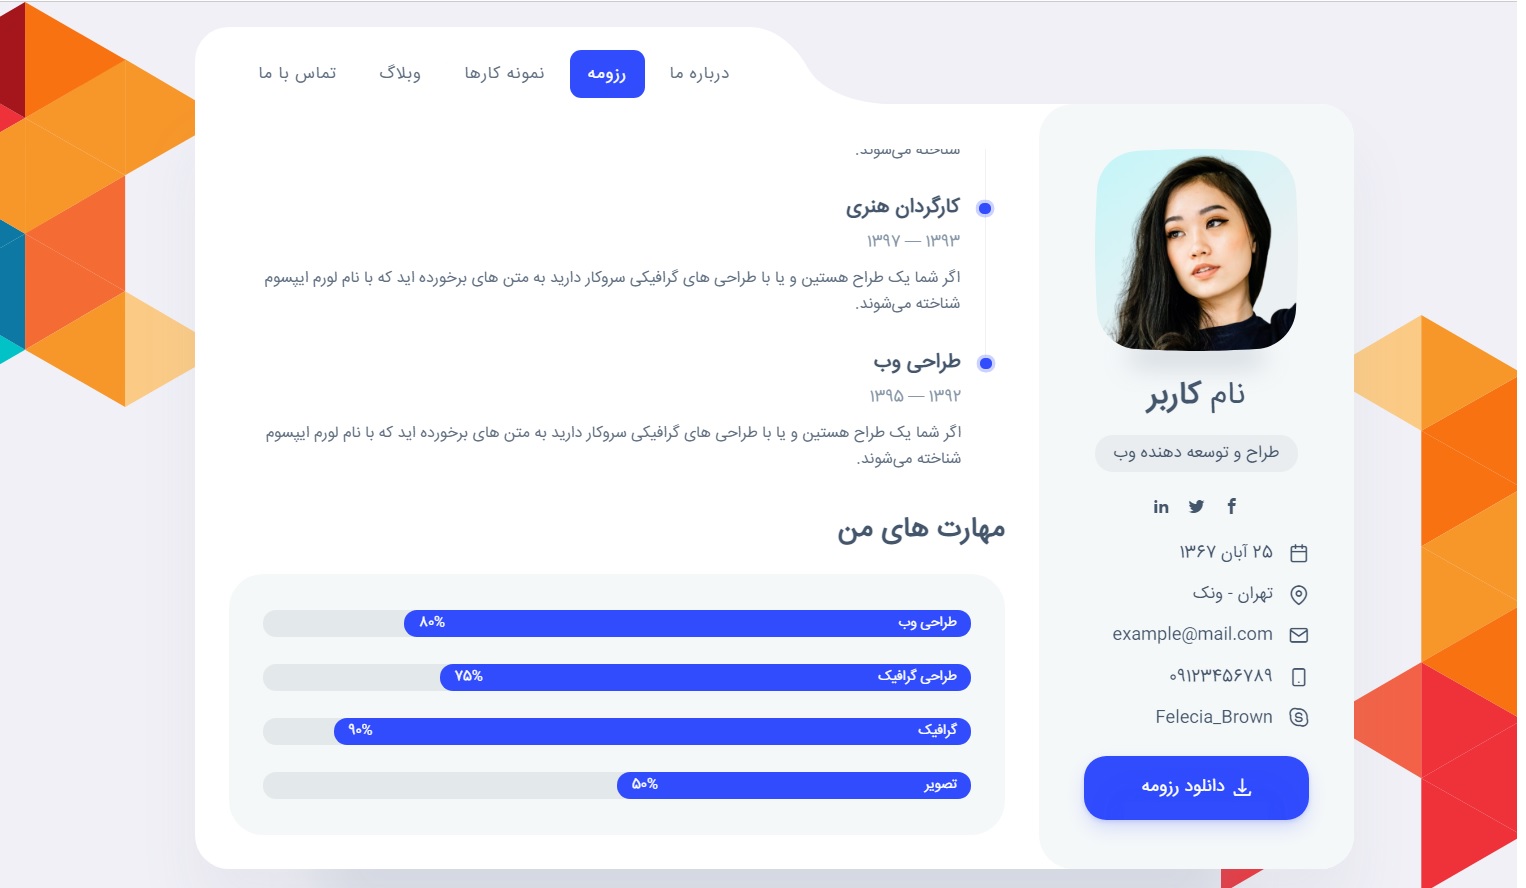 درباره ما
رزومه
نمونه کارها
وبلاگ
تماس با ما
شناخته می‌شوند.
کارگردان هنری
۱۳۹۳ — ۱۳۹۷
اگر شما یک طراح هستین و یا با طراحی های گرافیکی سروکار دارید به متن های برخورده اید که با نام لورم ایپسوم
شناخته می‌شوند.
طراحی وب
۱۳۹۲ — ۱۳۹۵
اگر شما یک طراح هستین و یا با طراحی های گرافیکی سروکار دارید به متن های برخورده اید که با نام لورم ایپسوم
شناخته می‌شوند.
مهارت های من
طراحی وب ۸۰%
طراحی گرافیک ۷۵%
گرافیک ۹۰%
تصویر ۵۰%
نام کاربر
طراح و توسعه دهنده وب
۲۵ آبان ۱۳۶۷
تهران - ونک
example@mail.com
۰۹۱۲۳۴۵۶۷۸۹
Felecia_Brown
دانلود رزومه